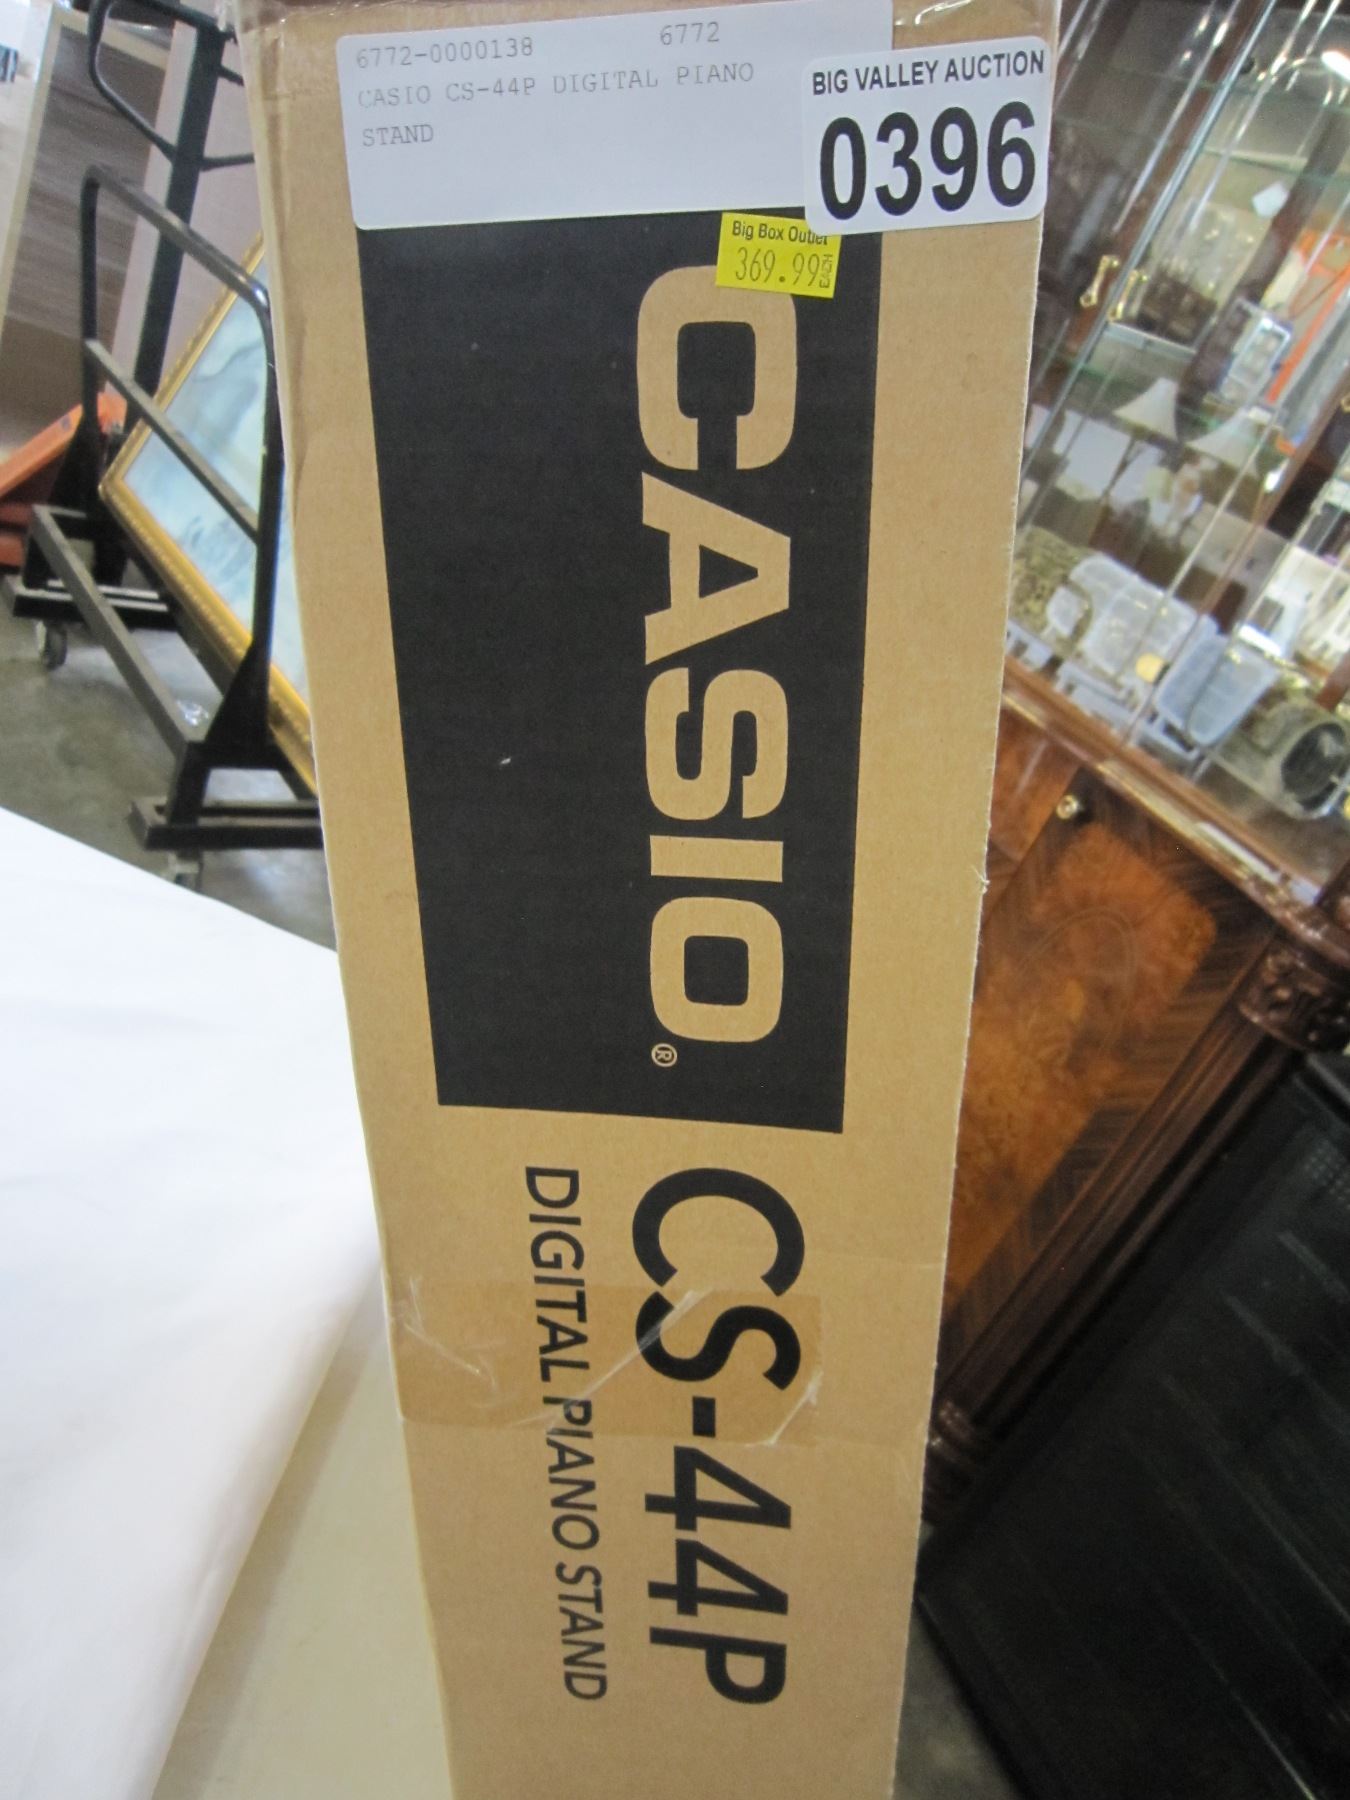 6772-0000138 6772
CASIO CS-44P DIGITAL PIANO
STAND
BIG VALLEY AUCTION
0396
Big Box Outlet
369.99 EACH
CASIO®
CS-44P
DIGITAL PIANO STAND